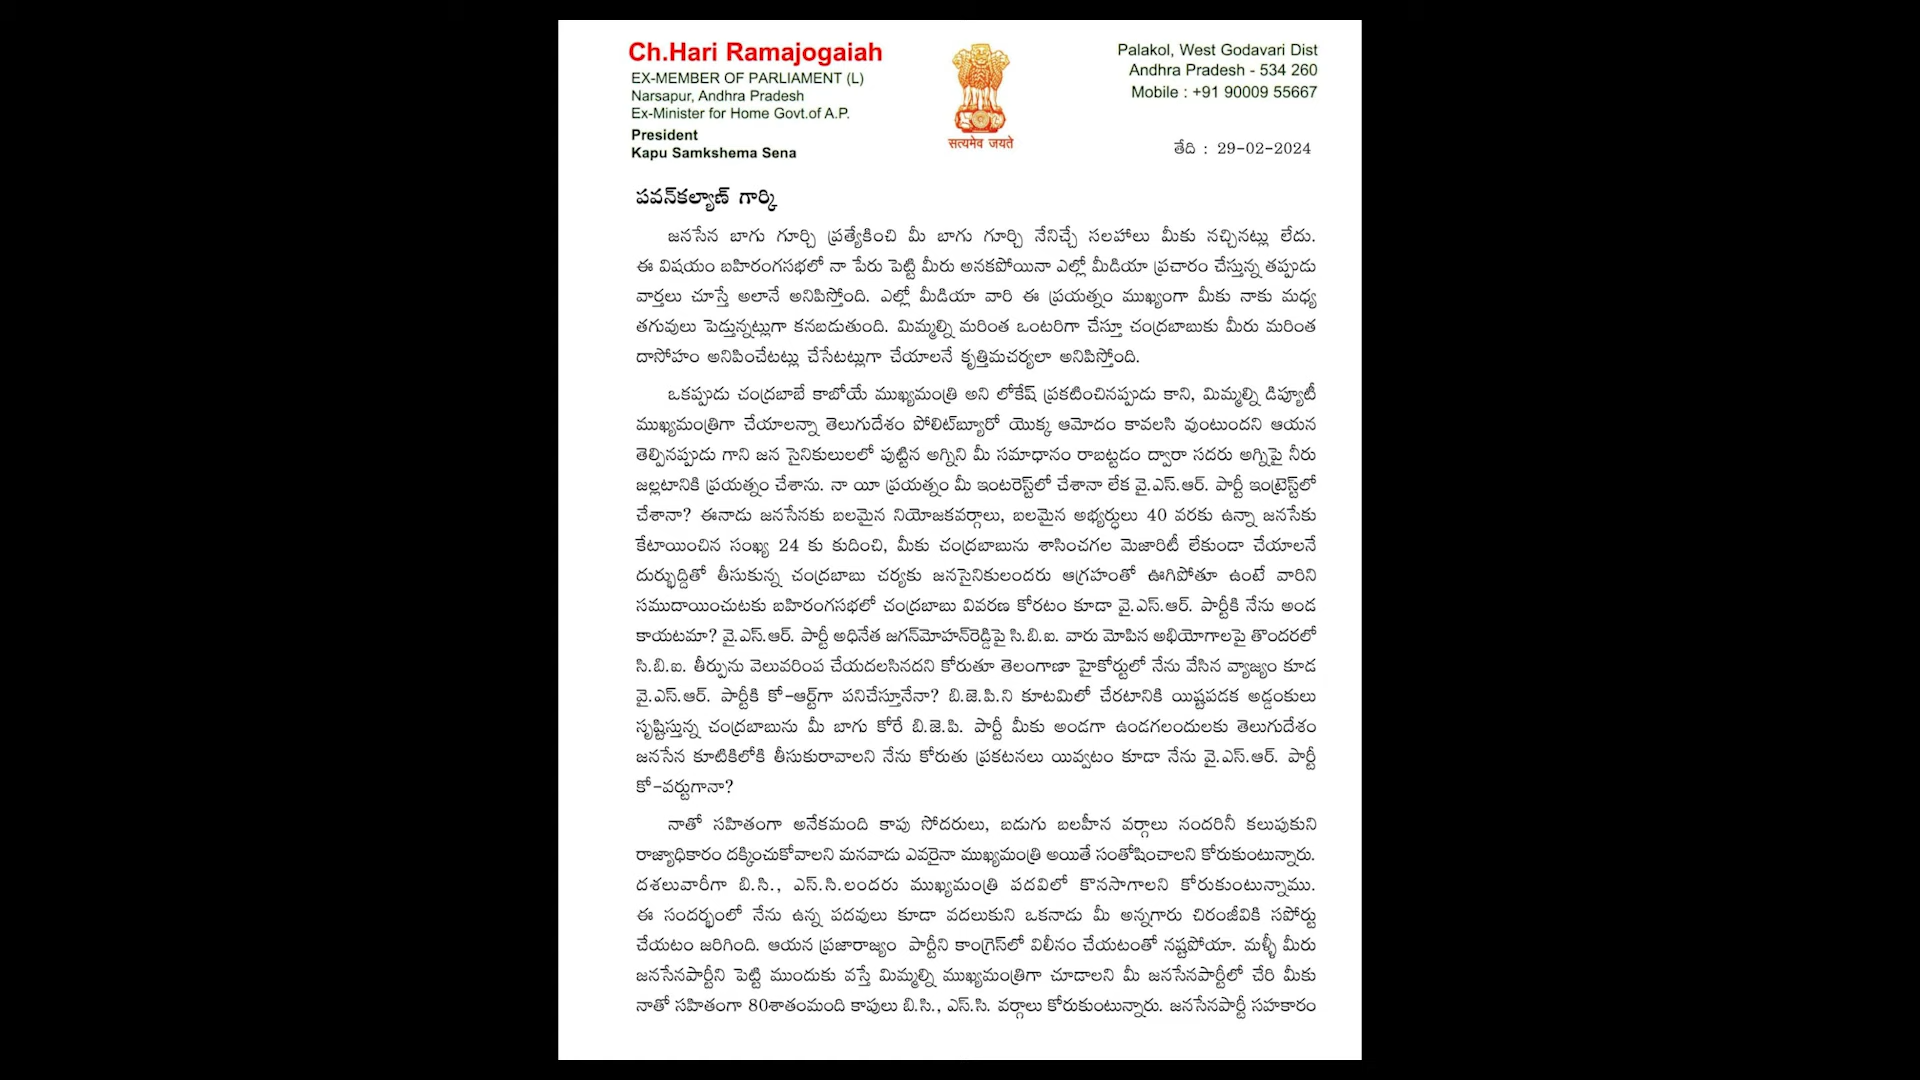 Ch.Hari Ramajogaiah
EX-MEMBER OF PARLIAMENT (L)
Narsapur, Andhra Pradesh
Ex-Minister for Home Govt.of A.P.
President
Kapu Samkshema Sena
सत्यमेव जयते
Palakol, West Godavari Dist
Andhra Pradesh - 534 260
Mobile : +91 90009 55667
తేది : 29-02-2024
పవన్‌కల్యాణ్ గార్కి
జనసేన బాగు గూర్చి ప్రత్యేకించి మీ బాగు గూర్చి నేనిచ్చే సలహాలు మీకు నచ్చినట్లు లేదు.
ఈ విషయం బహిరంగసభలో నా పేరు పెట్టి మీరు అనకపోయినా ఎల్లో మీడియా ప్రచారం చేస్తున్న తప్పుడు
వార్తలు చూస్తే అలానే అనిపిస్తోంది. ఎల్లో మీడియా వారి ఈ ప్రయత్నం ముఖ్యంగా మీకు నాకు మధ్య
తగువులు పెడ్తున్నట్లుగా కనబడుతుంది. మిమ్మల్ని మరింత ఒంటరిగా చేస్తూ చంద్రబాబుకు మీరు మరింత
దాసోహం అనిపించేటట్లు చేసేటట్లుగా చేయాలనే కృత్తిమచర్యలా అనిపిస్తోంది.
ఒకప్పుడు చంద్రబాబే కాబోయే ముఖ్యమంత్రి అని లోకేష్ ప్రకటించినప్పుడు కాని, మిమ్మల్ని డిప్యూటీ
ముఖ్యమంత్రిగా చేయాలన్నా తెలుగుదేశం పోలిట్‌బ్యూరో యొక్క ఆమోదం కావలసి వుంటుందని ఆయన
తెల్పినప్పుడు గాని జన సైనికులులలో పుట్టిన అగ్నిని మీ సమాధానం రాబట్టడం ద్వారా సదరు అగ్నిపై నీరు
జల్లటానికి ప్రయత్నం చేశాను. నా యీ ప్రయత్నం మీ ఇంటరెస్ట్‌లో చేశానా లేక వై.ఎస్.ఆర్. పార్టీ ఇంట్రెస్ట్‌లో
చేశానా? ఈనాడు జనసేనకు బలమైన నియోజకవర్గాలు, బలమైన అభ్యర్ధులు 40 వరకు ఉన్నా జనసేకు
కేటాయించిన సంఖ్య 24 కు కుదించి, మీకు చంద్రబాబును శాసించగల మెజారిటీ లేకుండా చేయాలనే
దుర్భుద్దితో తీసుకున్న చంద్రబాబు చర్యకు జనసైనికులందరు ఆగ్రహంతో ఊగిపోతూ ఉంటే వారిని
సముదాయించుటకు బహిరంగసభలో చంద్రబాబు వివరణ కోరటం కూడా వై.ఎస్.ఆర్. పార్టీకి నేను అండ
కాయటమా? వై.ఎస్.ఆర్. పార్టీ అధినేత జగన్‌మోహన్‌రెడ్డిపై సి.బి.ఐ. వారు మోపిన అభియోగాలపై తొందరలో
సి.బి.ఐ. తీర్పును వెలువరింప చేయదలసినదని కోరుతూ తెలంగాణా హైకోర్టులో నేను వేసిన వ్యాజ్యం కూడ
వై.ఎస్.ఆర్. పార్టీకి కో-ఆర్ట్‌గా పనిచేస్తూనేనా? బి.జె.పి.ని కూటమిలో చేరటానికి యిష్టపడక అడ్డంకులు
సృష్టిస్తున్న చంద్రబాబును మీ బాగు కోరే బి.జె.పి. పార్టీ మీకు అండగా ఉండగలందులకు తెలుగుదేశం
జనసేన కూటికిలోకి తీసుకురావాలని నేను కోరుతు ప్రకటనలు యివ్వటం కూడా నేను వై.ఎస్.ఆర్. పార్టీ
కో-వర్టుగానా?
నాతో సహితంగా అనేకమంది కాపు సోదరులు, బడుగు బలహీన వర్గాలు నందరినీ కలుపుకుని
రాజ్యాధికారం దక్కించుకోవాలని మనవాడు ఎవరైనా ముఖ్యమంత్రి అయితే సంతోషించాలని కోరుకుంటున్నారు.
దశలువారీగా బి.సి., ఎస్.సి.లందరు ముఖ్యమంత్రి పదవిలో కొనసాగాలని కోరుకుంటున్నాము.
ఈ సందర్భంలో నేను ఉన్న పదవులు కూడా వదలుకుని ఒకనాడు మీ అన్నగారు చిరంజీవికి సపోర్టు
చేయటం జరిగింది. ఆయన ప్రజారాజ్యం పార్టీని కాంగ్రెస్‌లో విలీనం చేయటంతో నష్టపోయా. మళ్ళీ మీరు
జనసేనపార్టీని పెట్టి ముందుకు వస్తే మిమ్మల్ని ముఖ్యమంత్రిగా చూడాలని మీ జనసేనపార్టీలో చేరి మీకు
నాతో సహితంగా 80శాతంమంది కాపులు బి.సి., ఎస్.సి. వర్గాలు కోరుకుంటున్నారు. జనసేనపార్టీ సహకారం